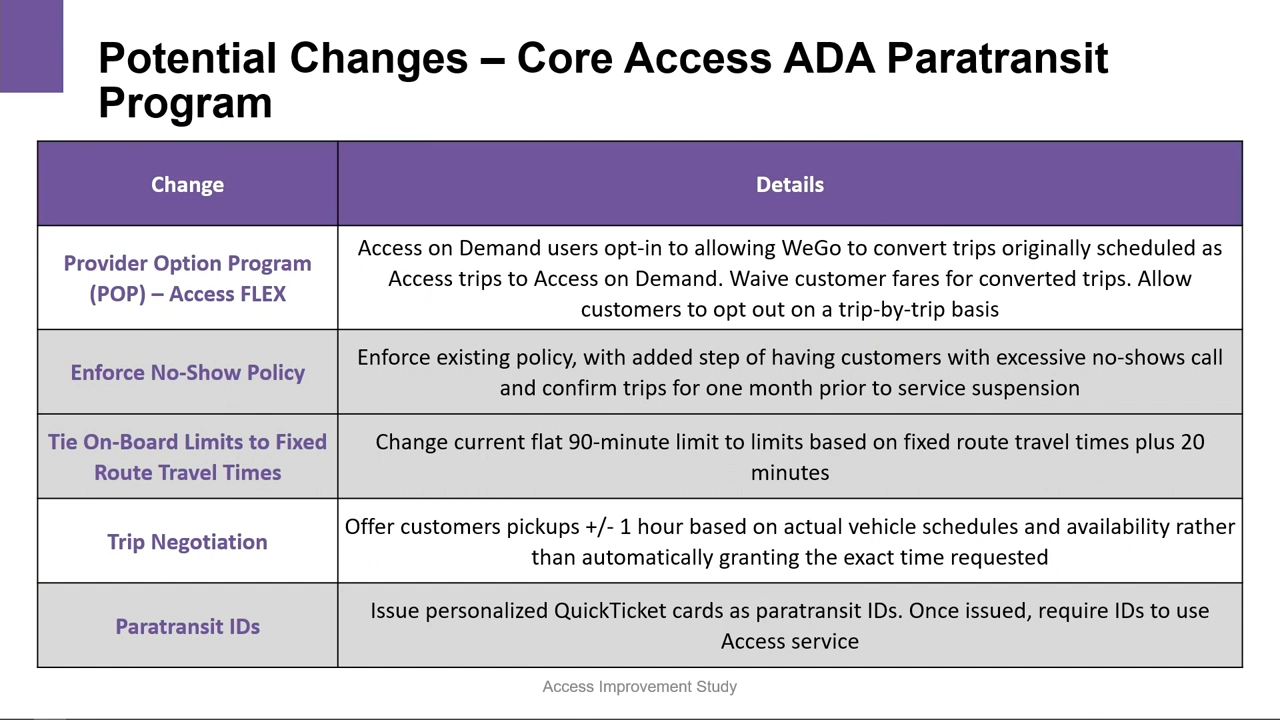 Potential Changes – Core Access ADA Paratransit
Program
Change
Details
Provider Option Program
(POP) – Access FLEX
Access on Demand users opt-in to allowing WeGo to convert trips originally scheduled as
Access trips to Access on Demand. Waive customer fares for converted trips. Allow
customers to opt out on a trip-by-trip basis
Enforce No-Show Policy
Enforce existing policy, with added step of having customers with excessive no-shows call
and confirm trips for one month prior to service suspension
Tie On-Board Limits to Fixed
Route Travel Times
Change current flat 90-minute limit to limits based on fixed route travel times plus 20
minutes
Trip Negotiation
Offer customers pickups +/- 1 hour based on actual vehicle schedules and availability rather
than automatically granting the exact time requested
Paratransit IDs
Issue personalized QuickTicket cards as paratransit IDs. Once issued, require IDs to use
Access service
Access Improvement Study